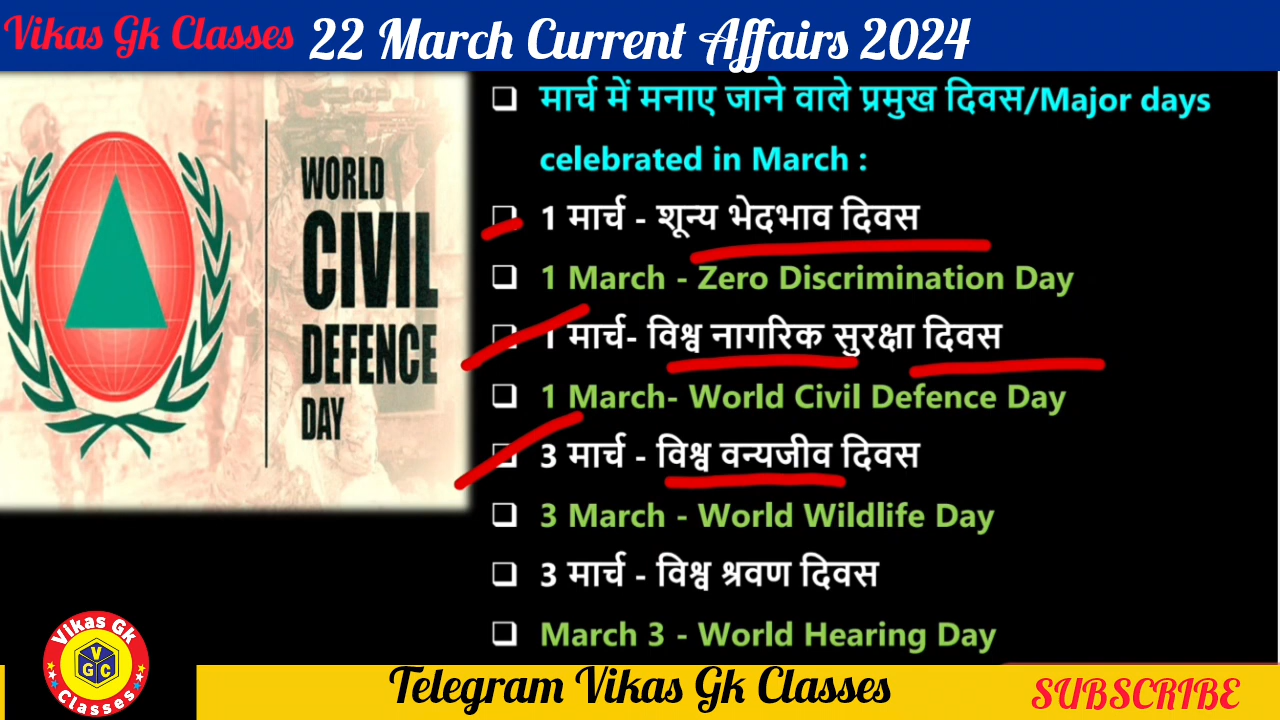 Vikas Gk Classes 22 March Current Affairs 2024
WORLD
CIVIL
DEFENCE
DAY
❑ मार्च में मनाए जाने वाले प्रमुख दिवस/Major days
celebrated in March :
❑ 1 मार्च - शून्य भेदभाव दिवस
❑ 1 March - Zero Discrimination Day
❑ 1 मार्च- विश्व नागरिक सुरक्षा दिवस
❑ 1 March- World Civil Defence Day
❑ 3 मार्च - विश्व वन्यजीव दिवस
❑ 3 March - World Wildlife Day
❑ 3 मार्च - विश्व श्रवण दिवस
❑ March 3 - World Hearing Day
Vikas Gk
V
G C
Classes
Telegram Vikas Gk Classes
SUBSCRIBE